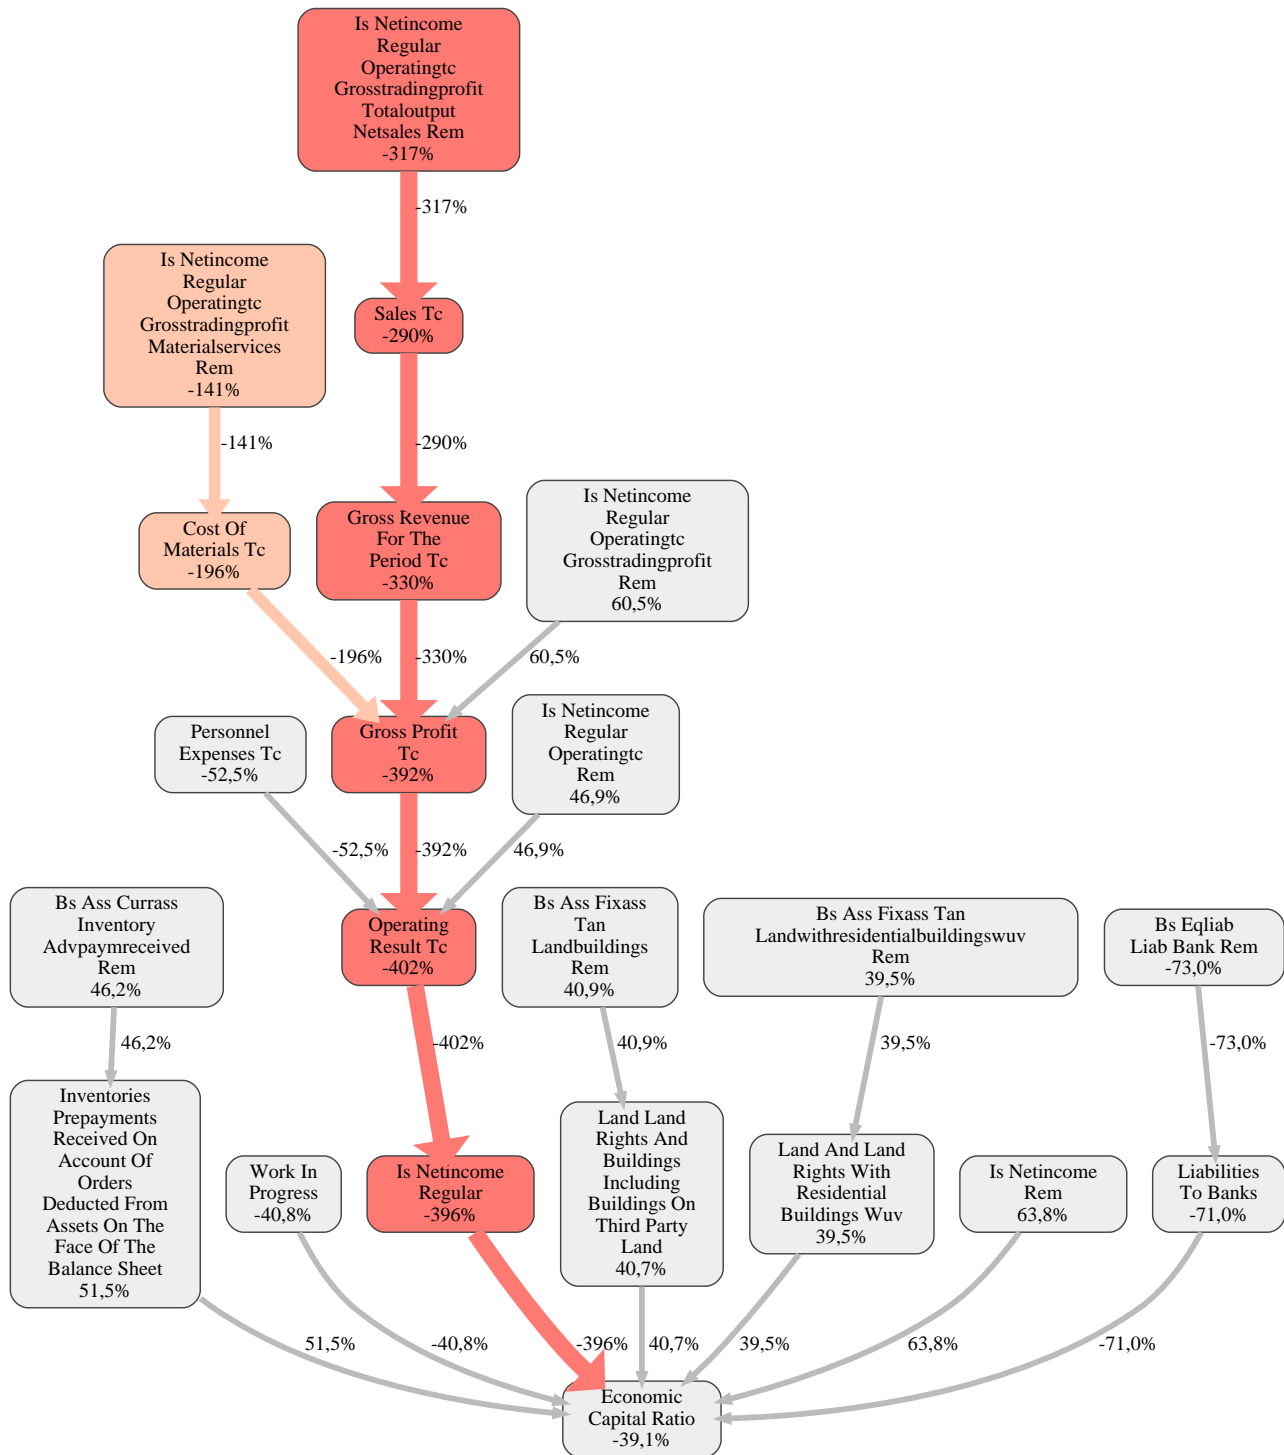 Is Netincome
Regular
Operatingtc
Grosstradingprofit
Totaloutput
Netsales Rem
-317%
-317%
Is Netincome
Regular
Operatingtc
Grosstradingprofit
Materialservices
Rem
-141%
Sales Tc
-290%
-141%
-290%
Is Netincome
Regular
Operatingtc
Grosstradingprofit
Rem
60,5%
Cost Of
Materials Tc
-196%
Gross Revenue
For The
Period Tc
-330%
-196%
-330%
60,5%
Personnel
Expenses Tc
-52,5%
Gross Profit
Tc
-392%
Is Netincome
Regular
Operatingtc
Rem
46,9%
-52,5%
-392%
46,9%
Bs Ass Currass
Inventory
Advpaymreceived
Rem
46,2%
Operating
Result Tc
-402%
Bs Ass Fixass
Tan
Landbuildings
Rem
40,9%
Bs Ass Fixass Tan
Landwithresidentialbuildingswuv
Rem
39,5%
Bs Eqliab
Liab Bank Rem
-73,0%
46,2%
-402%
40,9%
39,5%
-73,0%
Inventories
Prepayments
Received On
Account Of
Orders
Deducted From
Assets On The
Face Of The
Balance Sheet
51,5%
Work In
Progress
-40,8%
Is Netincome
Regular
-396%
Land Land
Rights And
Buildings
Including
Buildings On
Third Party
Land
40,7%
Land And Land
Rights With
Residential
Buildings Wuv
39,5%
Is Netincome
Rem
63,8%
Liabilities
To Banks
-71,0%
51,5%
-40,8%
-396%
40,7%
39,5%
63,8%
-71,0%
Economic
Capital Ratio
-39,1%